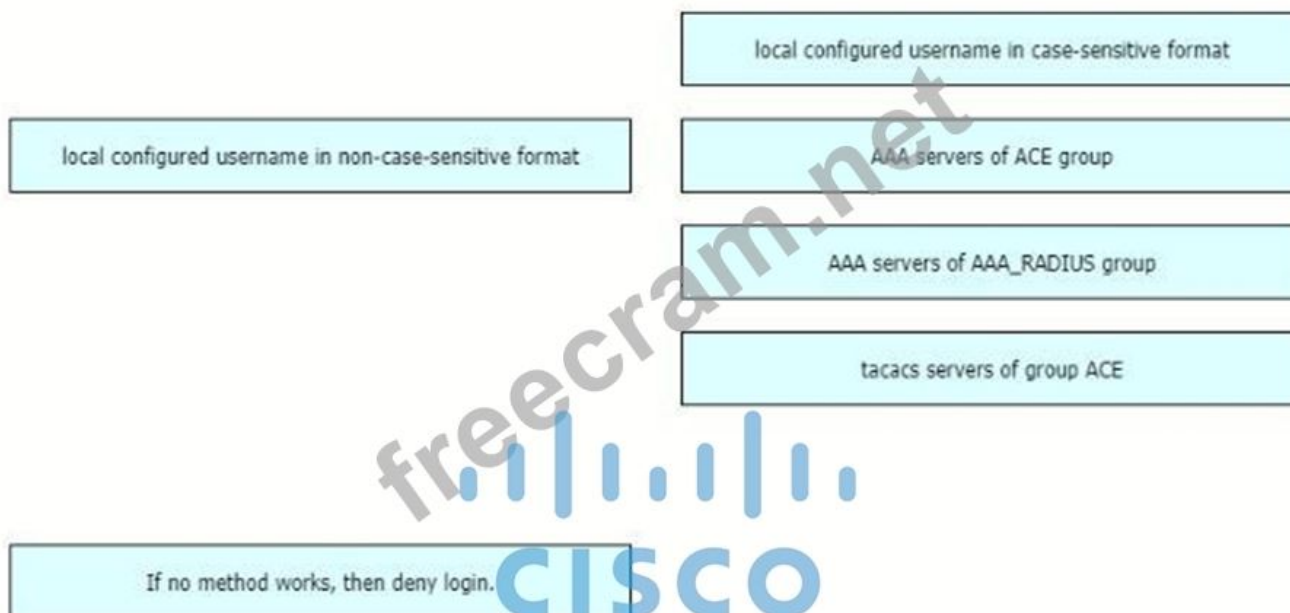 local configured username in case-sensitive format
local configured username in non-case-sensitive format
AAA servers of ACE group
AAA servers of AAA_RADIUS group
tacacs servers of group ACE
freecram.net
If no method works, then deny login.
CISCO